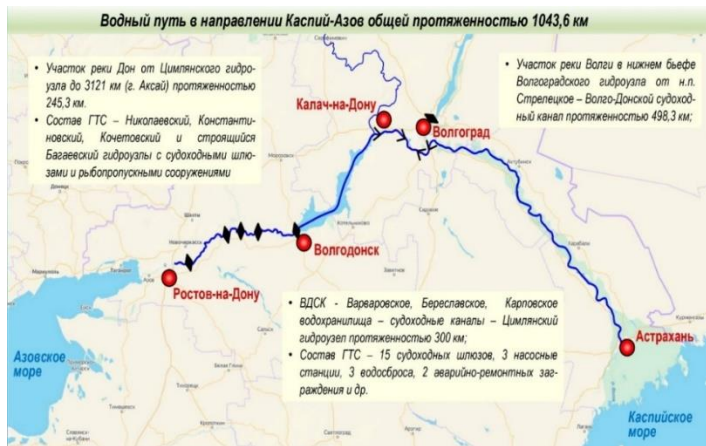 Водный путь в направлении Каспий-Азов общей протяженностью 1043,6 км
• Участок реки Дон от Цимлянского гидро-
узла до 3121 км (г. Аксай) протяженностью
245,3 км.
• Состав ГТС – Николаевский, Константи-
новский, Кочетовский и строящийся
Багаевский гидроузлы с судоходными шлю-
зами и рыбопропускными сооружениями
• Участок реки Волги в нижнем бьефе
Волгоградского гидроузла от н.п.
Стрелецкое – Волго-Донской судоход-
ный канал протяженностью 498,3 км;
Калач-на-Дону
Волгоград
Волгодонск
Ростов-на-Дону
• ВДСК - Варваровское, Береславское, Карповское
водохранилища – судоходные каналы – Цимлянский
гидроузел протяженностью 300 км;
• Состав ГТС – 15 судоходных шлюзов, 3 насосные
станции, 3 водосброса, 2 аварийно-ремонтных заг-
раждения и др.
Астрахань
Азовское
море
Каспийское
море